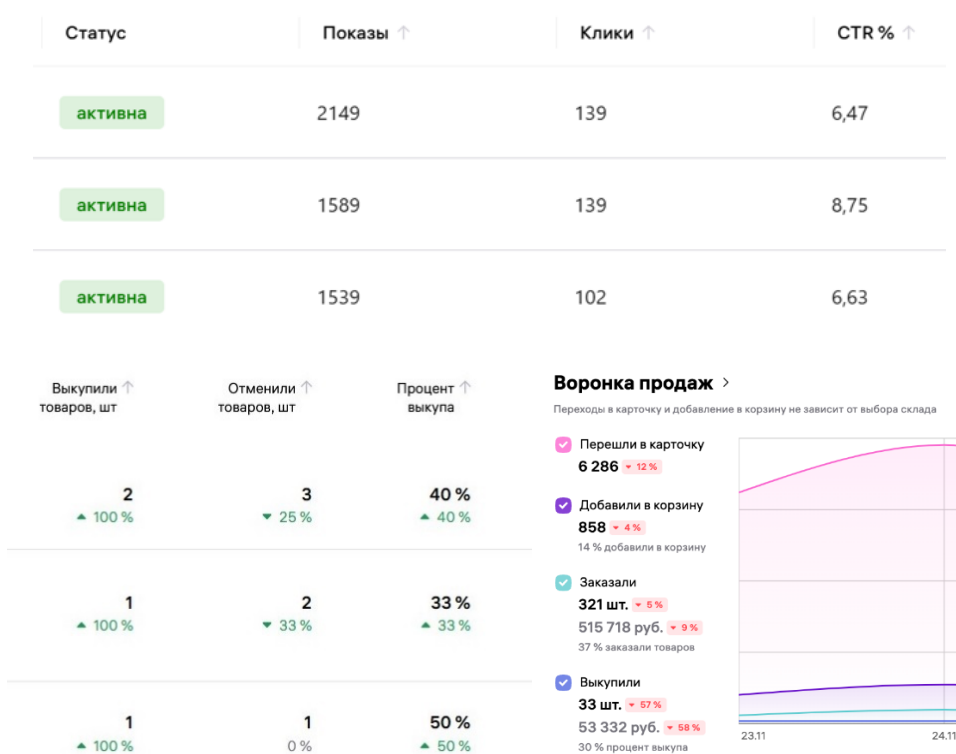 Статус Показы ↑ Клики ↑ CTR % ↑
активна 2149 139 6,47
активна 1589 139 8,75
активна 1539 102 6,63
Выкупили ↑ Отменили ↑ Процент ↑
товаров, шт товаров, шт выкупа
2 3 40 %
▲ 100 % ▼ 25 % ▲ 40 %
1 2 33 %
▲ 100 % ▼ 33 % ▲ 33 %
1 1 50 %
▲ 100 % 0 % ▲ 50 %
Воронка продаж >
Переходы в карточку и добавление в корзину не зависит от выбора склада
Перешли в карточку
6 286 ▼ 12 %
Добавили в корзину
858 ▼ 4 %
14 % добавили в корзину
Заказали
321 шт. ▼ 5 %
515 718 руб. ▼ 9 %
37 % заказали товаров
Выкупили
33 шт. ▼ 57 %
53 332 руб. ▼ 58 %
30 % процент выкупа
23.11 24.11